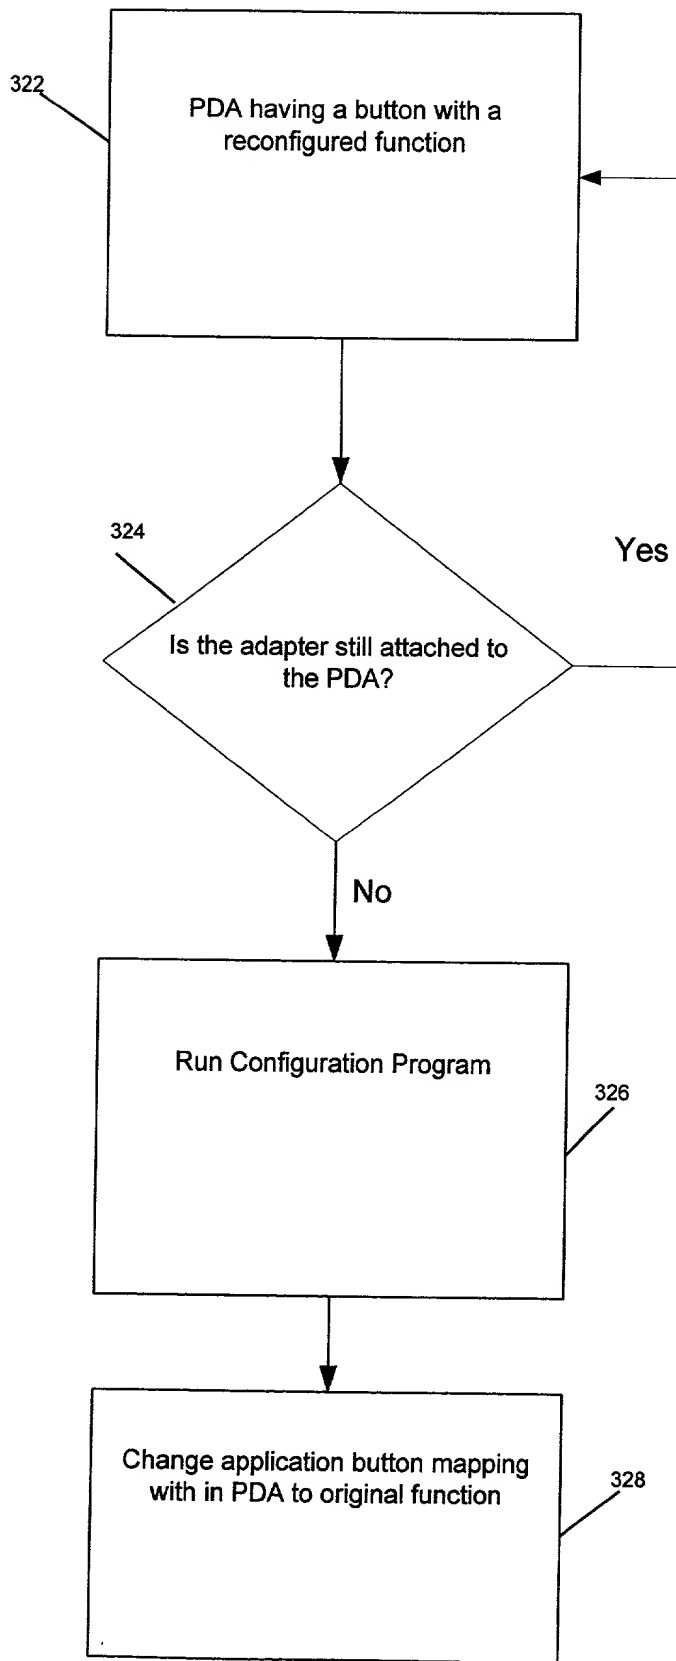 322
PDA having a button with a
reconfigured function
324
Yes
Is the adapter still attached to
the PDA?
No
Run Configuration Program
326
Change application button mapping
with in PDA to original function
328